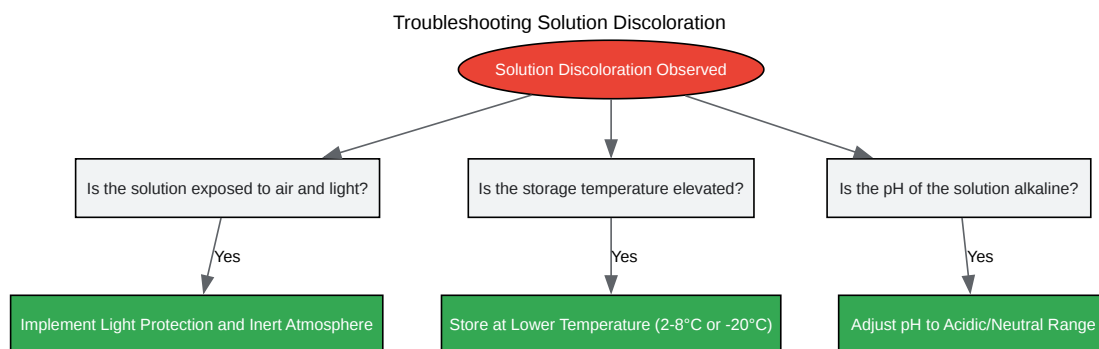 Troubleshooting Solution Discoloration
Solution Discoloration Observed
Is the solution exposed to air and light?
Is the storage temperature elevated?
Is the pH of the solution alkaline?
Yes
Yes
Yes
Implement Light Protection and Inert Atmosphere
Store at Lower Temperature (2-8°C or -20°C)
Adjust pH to Acidic/Neutral Range